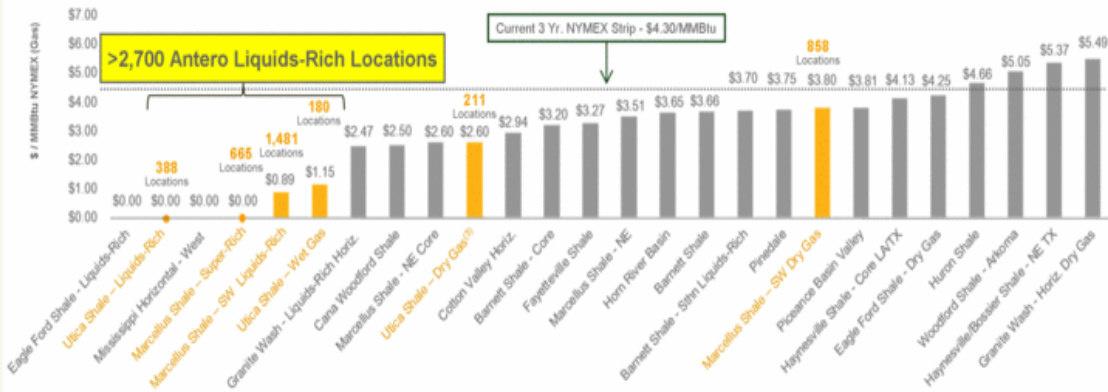 $ / MMBtu NYMEX (Gas)
$7.00
$6.00
$5.00
$4.00
$3.00
$2.00
$1.00
$0.00
>2,700 Antero Liquids-Rich Locations
Current 3 Yr. NYMEX Strip - $4.30/MMBtu
$0.00
388
Locations
$0.00
$0.00
665
Locations
$0.00
1,481
Locations
$0.89
180
Locations
$1.15
$2.47
$2.50
$2.60
211
Locations
$2.60
$2.94
$3.20
$3.27
$3.51
$3.65
$3.66
$3.70
$3.75
858
Locations
$3.80
$3.81
$4.13
$4.25
$4.66
$5.05
$5.37
$5.49
Eagle Ford Shale - Liquids-Rich
Utica Shale – Liquids-Rich
Mississippi Horizontal - West
Marcellus Shale – Super-Rich
Marcellus Shale – SW Liquids-Rich
Utica Shale – Wet Gas
Granite Wash - Liquids-Rich Horiz.
Cana Woodford Shale
Marcellus Shale - NE Core
Utica Shale – Dry Gas(3)
Cotton Valley Horiz.
Barnett Shale - Core
Fayetteville Shale
Marcellus Shale - NE
Horn River Basin
Barnett Shale
Barnett Shale - Sthn Liquids-Rich
Pinedale
Marcellus Shale – SW Dry Gas
Piceance Basin Valley
Haynesville Shale - Core LA/TX
Eagle Ford Shale - Dry Gas
Huron Shale
Woodford Shale - Arkoma
Haynesville/Bossier Shale - NE TX
Granite Wash - Horiz. Dry Gas